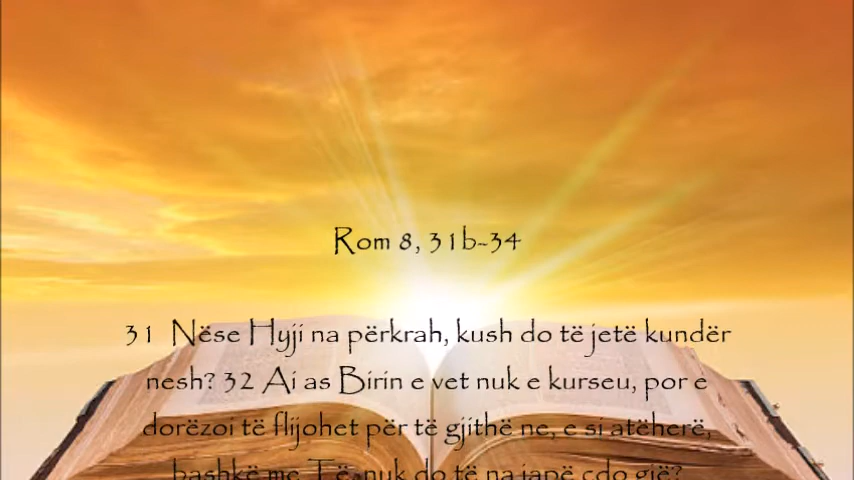 Rom 8, 31b-34
31 Nëse Hyji na përkrah, kush do të jetë kundër
nesh? 32 Ai as Birin e vet nuk e kurseu, por e
dorëzoi të flijohet për të gjithë ne, e si atëherë,
bashkë me Të, nuk do të na japë çdo gjë?